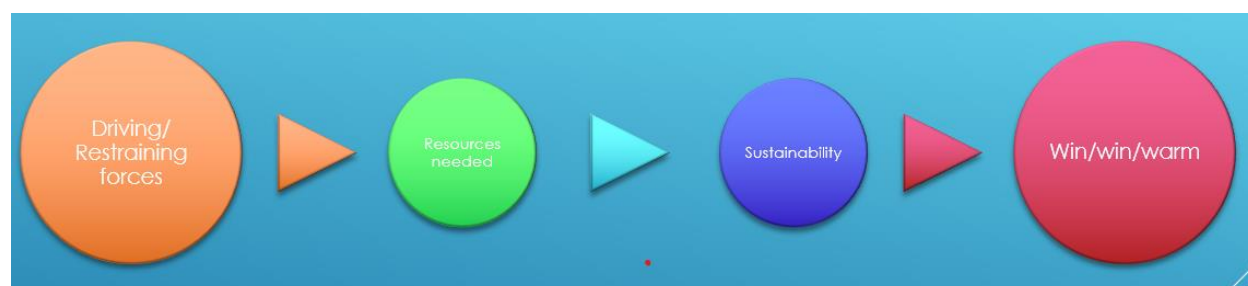 Driving/
Restraining
forces
Resources
needed
Sustainability
Win/win/warm